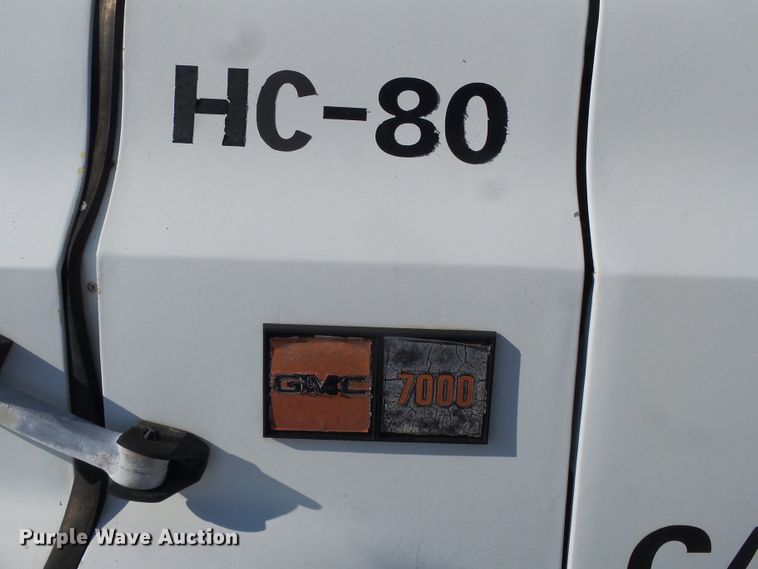 HC-80
GMC 7000
Purple Wave Auction